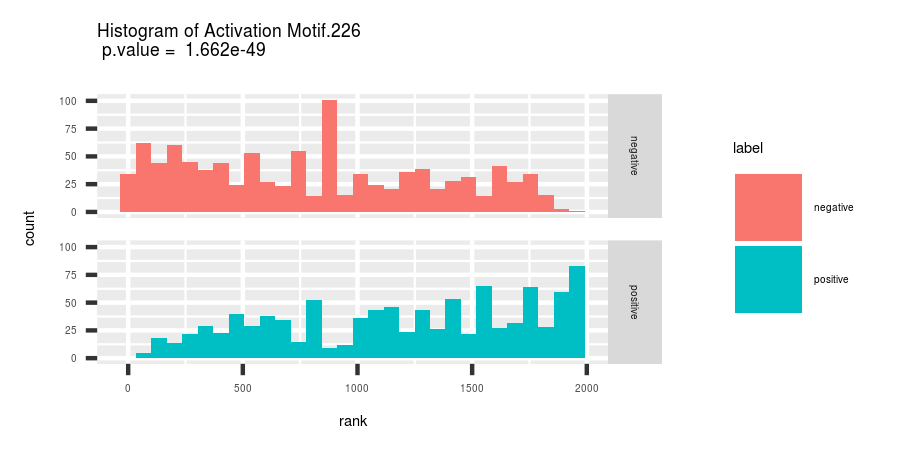 Histogram of Activation Motif.226
p.value = 1.662e-49
100
75
50
25
0
negative
100
75
50
25
0
positive
0 500 1000 1500 2000
rank
count
label
negative
positive